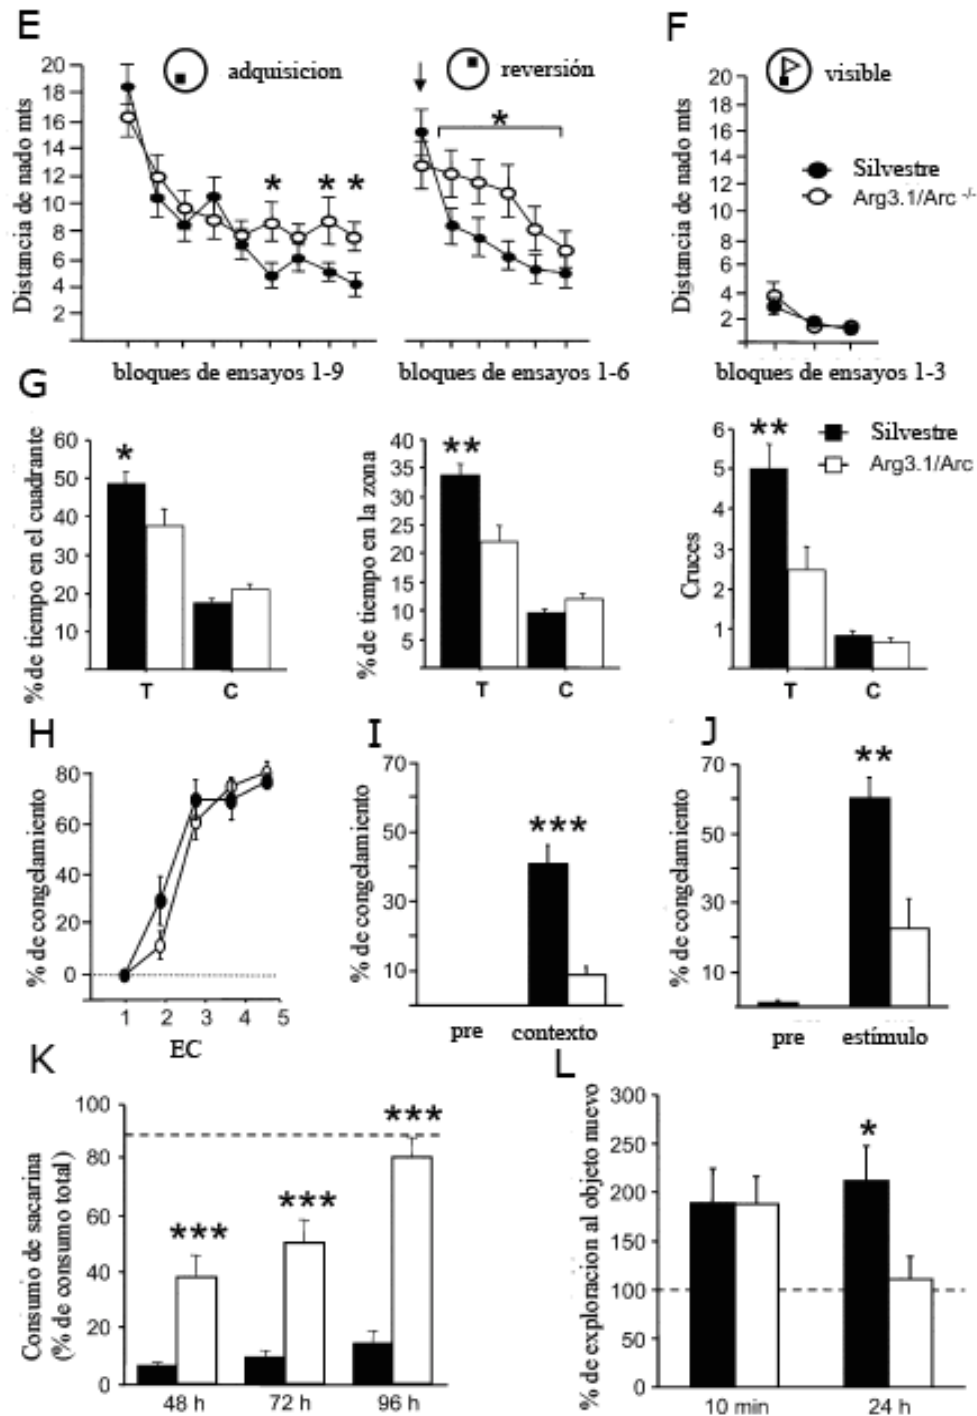 E
F
adquisicion
reversión
visible
Distancia de nado mts
20
18
16
14
12
10
8
6
4
2
* * *
*
bloques de ensayos 1-9
bloques de ensayos 1-6
Distancia de nado mts
20
18
16
14
12
10
8
6
4
2
Silvestre
Arg3.1/Arc -/-
bloques de ensayos 1-3
G
% de tiempo en el cuadrante
60
50
40
30
20
10
*
T C
% de tiempo en la zona
40
35
30
25
20
15
10
5
**
T C
Cruces
6
5
4
3
2
1
**
Silvestre
Arg3.1/Arc
T C
H
% de congelamiento
80
60
40
20
0
1 2 3 4 5
EC
I
% de congelamiento
70
50
30
10
***
pre contexto
J
% de congelamiento
70
50
30
10
**
pre estímulo
K
Consumo de sacarina
(% de consumo total)
100
80
60
40
20
0
***
***
***
48 h 72 h 96 h
L
% de exploracion al objeto nuevo
300
250
200
150
100
50
0
*
10 min 24 h